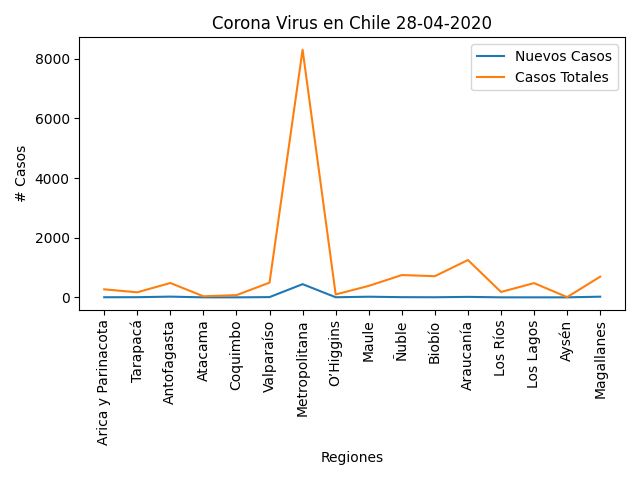 Corona Virus en Chile 28-04-2020
Nuevos Casos
Casos Totales
# Casos
8000
6000
4000
2000
0
Arica y Parinacota
Tarapacá
Antofagasta
Atacama
Coquimbo
Valparaíso
Metropolitana
O’Higgins
Maule
Ñuble
Biobío
Araucanía
Los Ríos
Los Lagos
Aysén
Magallanes
Regiones